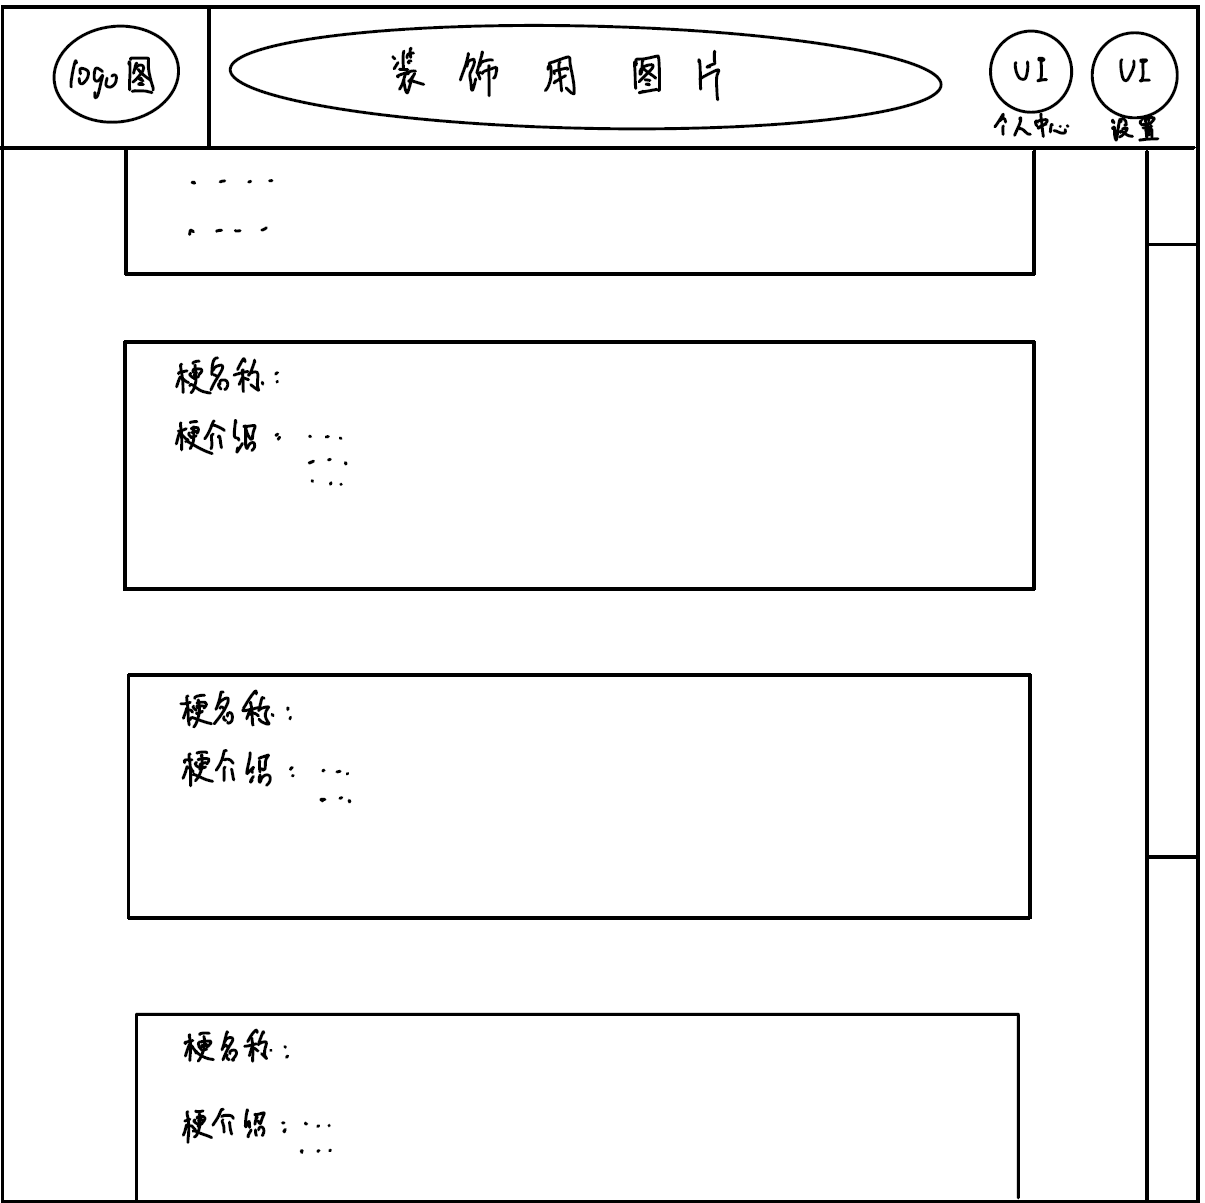 logo图
装饰用图片
UI
个人中心
UI
设置
. - . .
. - - -
梗名称:
梗介绍: ...
...
...
梗名称:
梗介绍: ...
...
梗名称:
梗介绍: ...
...